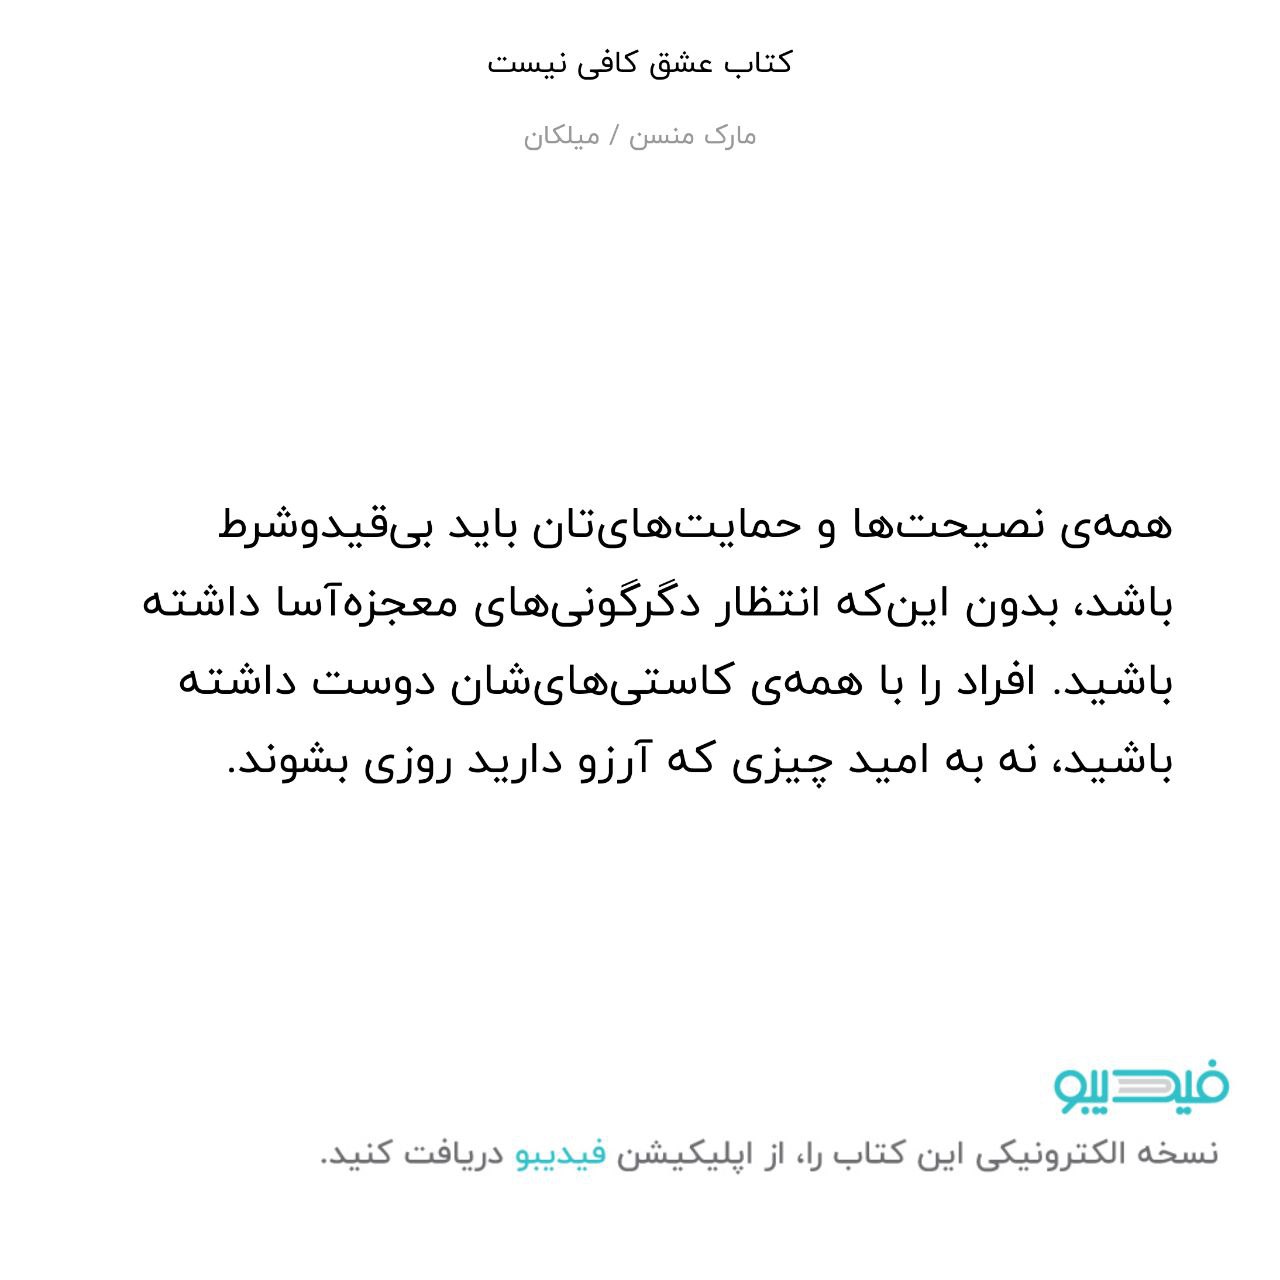 کتاب عشق کافی نیست
مارک منسن / میلکان
همه‌ی نصیحت‌ها و حمایت‌های‌تان باید بی‌قیدوشرط
باشد، بدون این‌که انتظار دگرگونی‌های معجزه‌آسا داشته
باشید. افراد را با همه‌ی کاستی‌های‌شان دوست داشته
باشید، نه به امید چیزی که آرزو دارید روزی بشوند.
فیدیبو
نسخه الکترونیکی این کتاب را، از اپلیکیشن فیدیبو دریافت کنید.